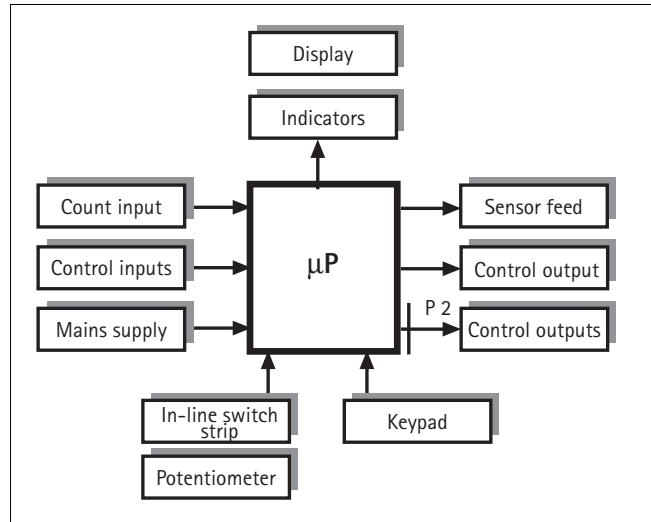 Display
Indicators
Count input
Sensor feed
Control inputs
µP
Control output
P 2
Mains supply
Control outputs
In-line switch
strip
Keypad
Potentiometer